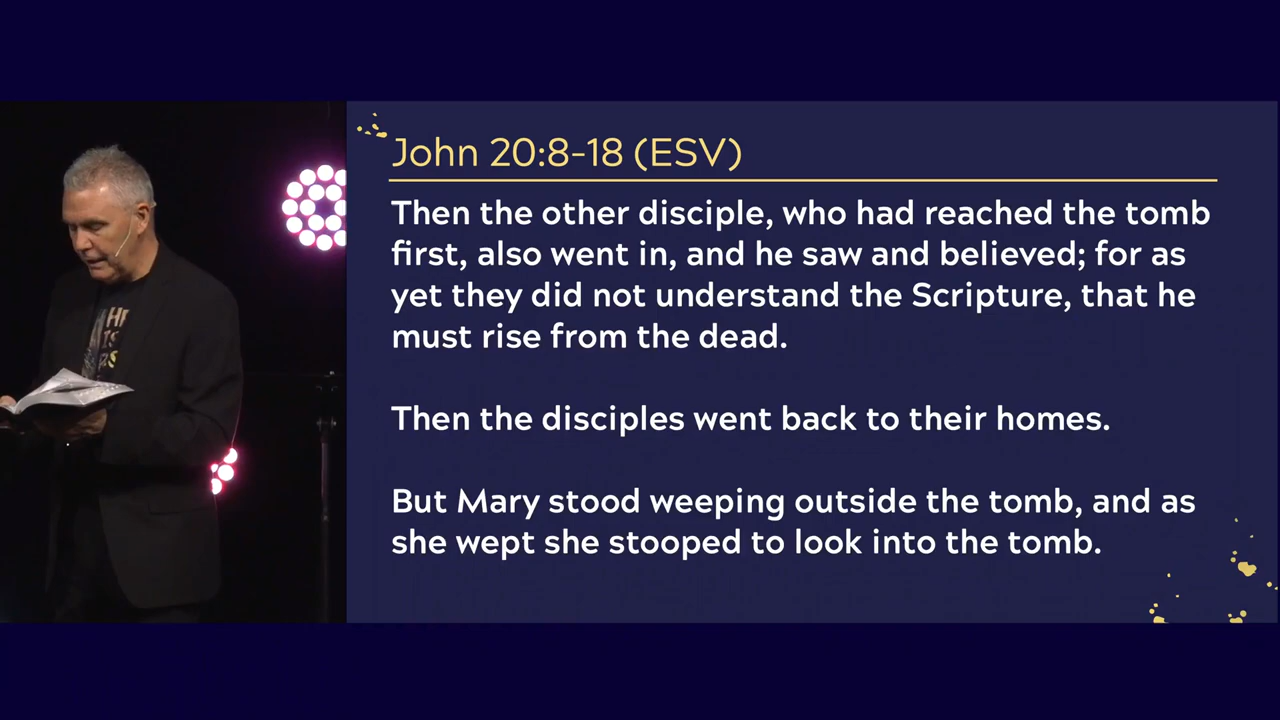 John 20:8-18 (ESV)
Then the other disciple, who had reached the tomb
first, also went in, and he saw and believed; for as
yet they did not understand the Scripture, that he
must rise from the dead.
Then the disciples went back to their homes.
But Mary stood weeping outside the tomb, and as
she wept she stooped to look into the tomb.